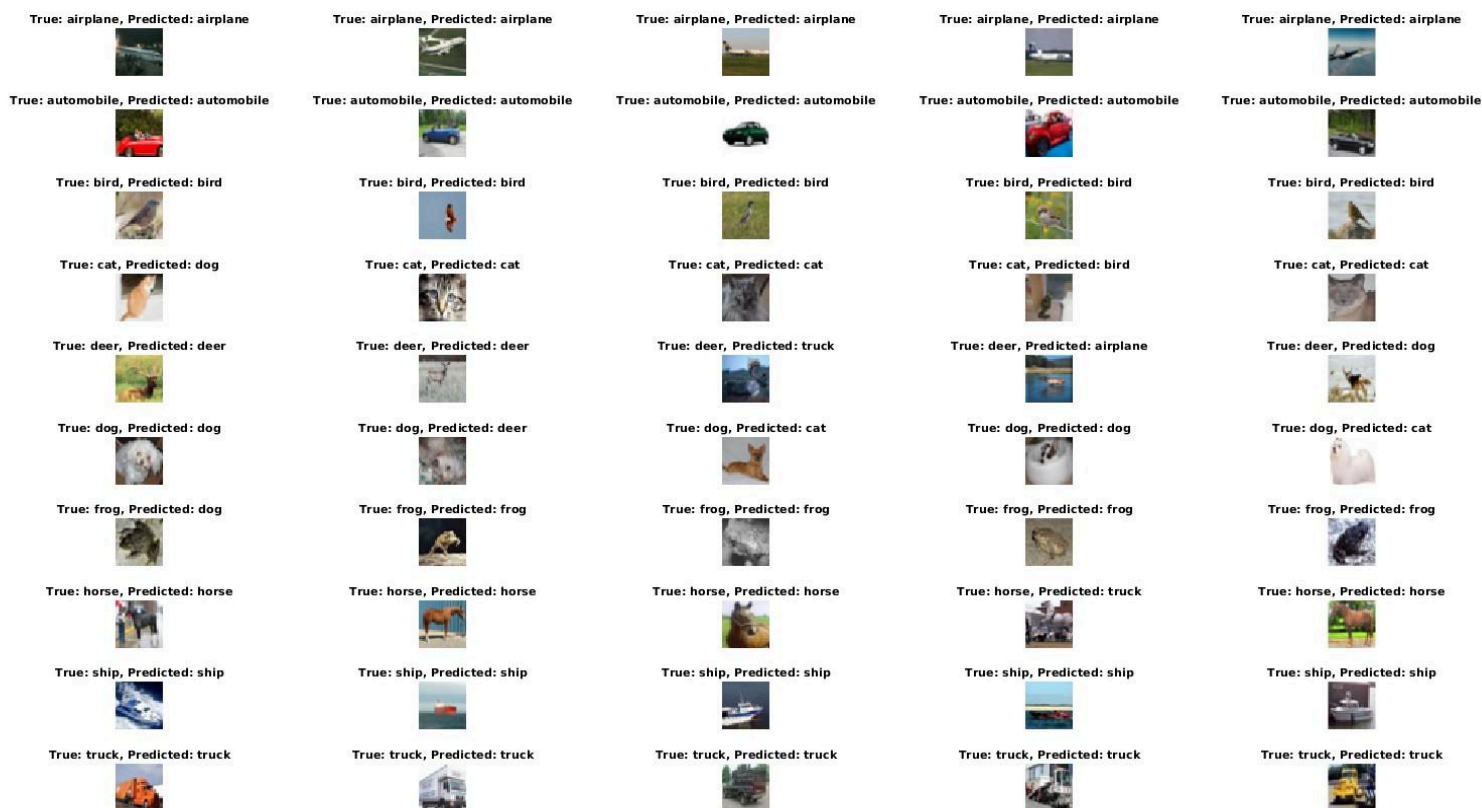 True: airplane, Predicted: airplane
True: airplane, Predicted: airplane
True: airplane, Predicted: airplane
True: airplane, Predicted: airplane
True: airplane, Predicted: airplane
True: automobile, Predicted: automobile
True: automobile, Predicted: automobile
True: automobile, Predicted: automobile
True: automobile, Predicted: automobile
True: automobile, Predicted: automobile
True: bird, Predicted: bird
True: bird, Predicted: bird
True: bird, Predicted: bird
True: bird, Predicted: bird
True: bird, Predicted: bird
True: cat, Predicted: dog
True: cat, Predicted: cat
True: cat, Predicted: cat
True: cat, Predicted: bird
True: cat, Predicted: cat
True: deer, Predicted: deer
True: deer, Predicted: deer
True: deer, Predicted: truck
True: deer, Predicted: airplane
True: deer, Predicted: dog
True: dog, Predicted: dog
True: dog, Predicted: deer
True: dog, Predicted: cat
True: dog, Predicted: dog
True: dog, Predicted: cat
True: frog, Predicted: dog
True: frog, Predicted: frog
True: frog, Predicted: frog
True: frog, Predicted: frog
True: frog, Predicted: frog
True: horse, Predicted: horse
True: horse, Predicted: horse
True: horse, Predicted: horse
True: horse, Predicted: truck
True: horse, Predicted: horse
True: ship, Predicted: ship
True: ship, Predicted: ship
True: ship, Predicted: ship
True: ship, Predicted: ship
True: ship, Predicted: ship
True: truck, Predicted: truck
True: truck, Predicted: truck
True: truck, Predicted: truck
True: truck, Predicted: truck
True: truck, Predicted: truck